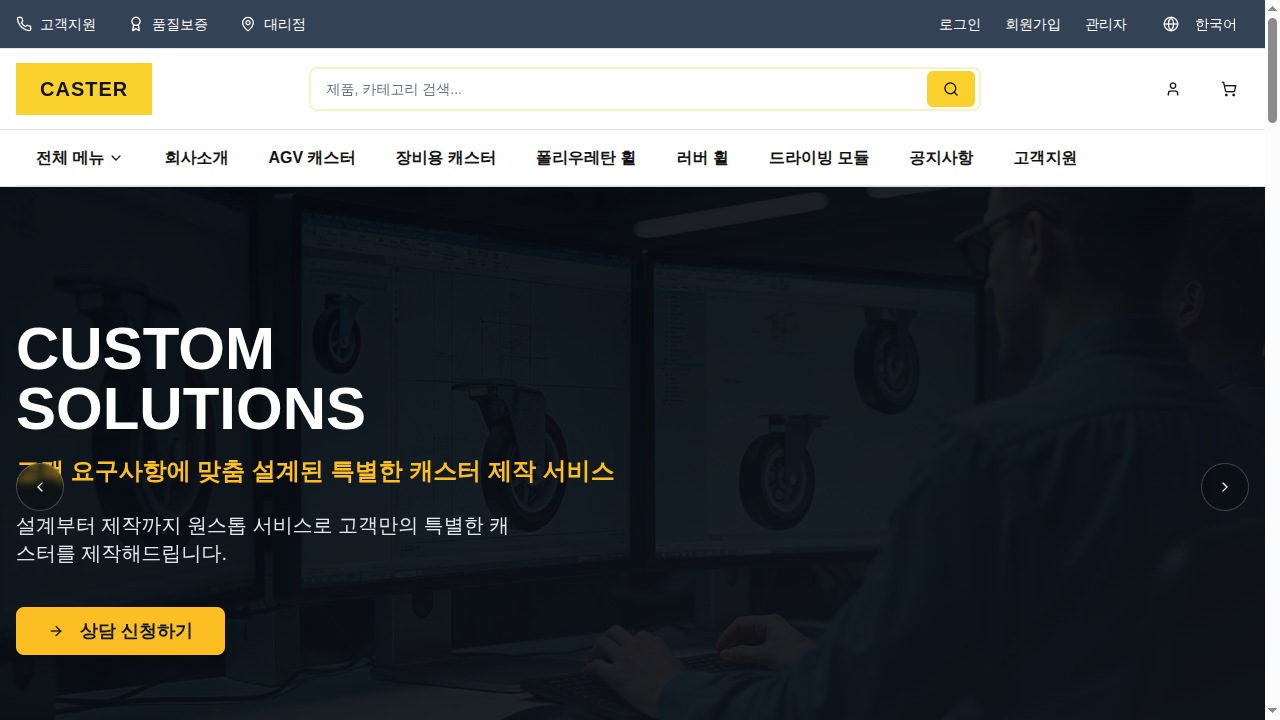 고객지원
품질보증
대리점
로그인
회원가입
관리자
한국어
CASTER
제품, 카테고리 검색...
전체 메뉴
회사소개
AGV 캐스터
장비용 캐스터
폴리우레탄 휠
러버 휠
드라이빙 모듈
공지사항
고객지원
CUSTOM
SOLUTIONS
고객 요구사항에 맞춤 설계된 특별한 캐스터 제작 서비스
설계부터 제작까지 원스톱 서비스로 고객만의 특별한 캐
스터를 제작해드립니다.
상담 신청하기